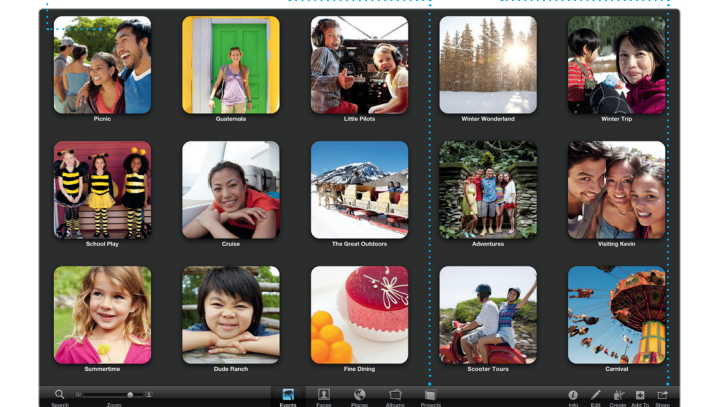 Picnic
Guatemala
Little Pilots
Winter Wonderland
Winter Trip
School Play
Cruise
The Great Outdoors
Adventures
Visiting Kevin
Summertime
Dude Ranch
Fine Dining
Scooter Tours
Carnival
Search
Zoom
Events
Faces
Places
Albums
Projects
Info
Edit
Create
Add To
Share